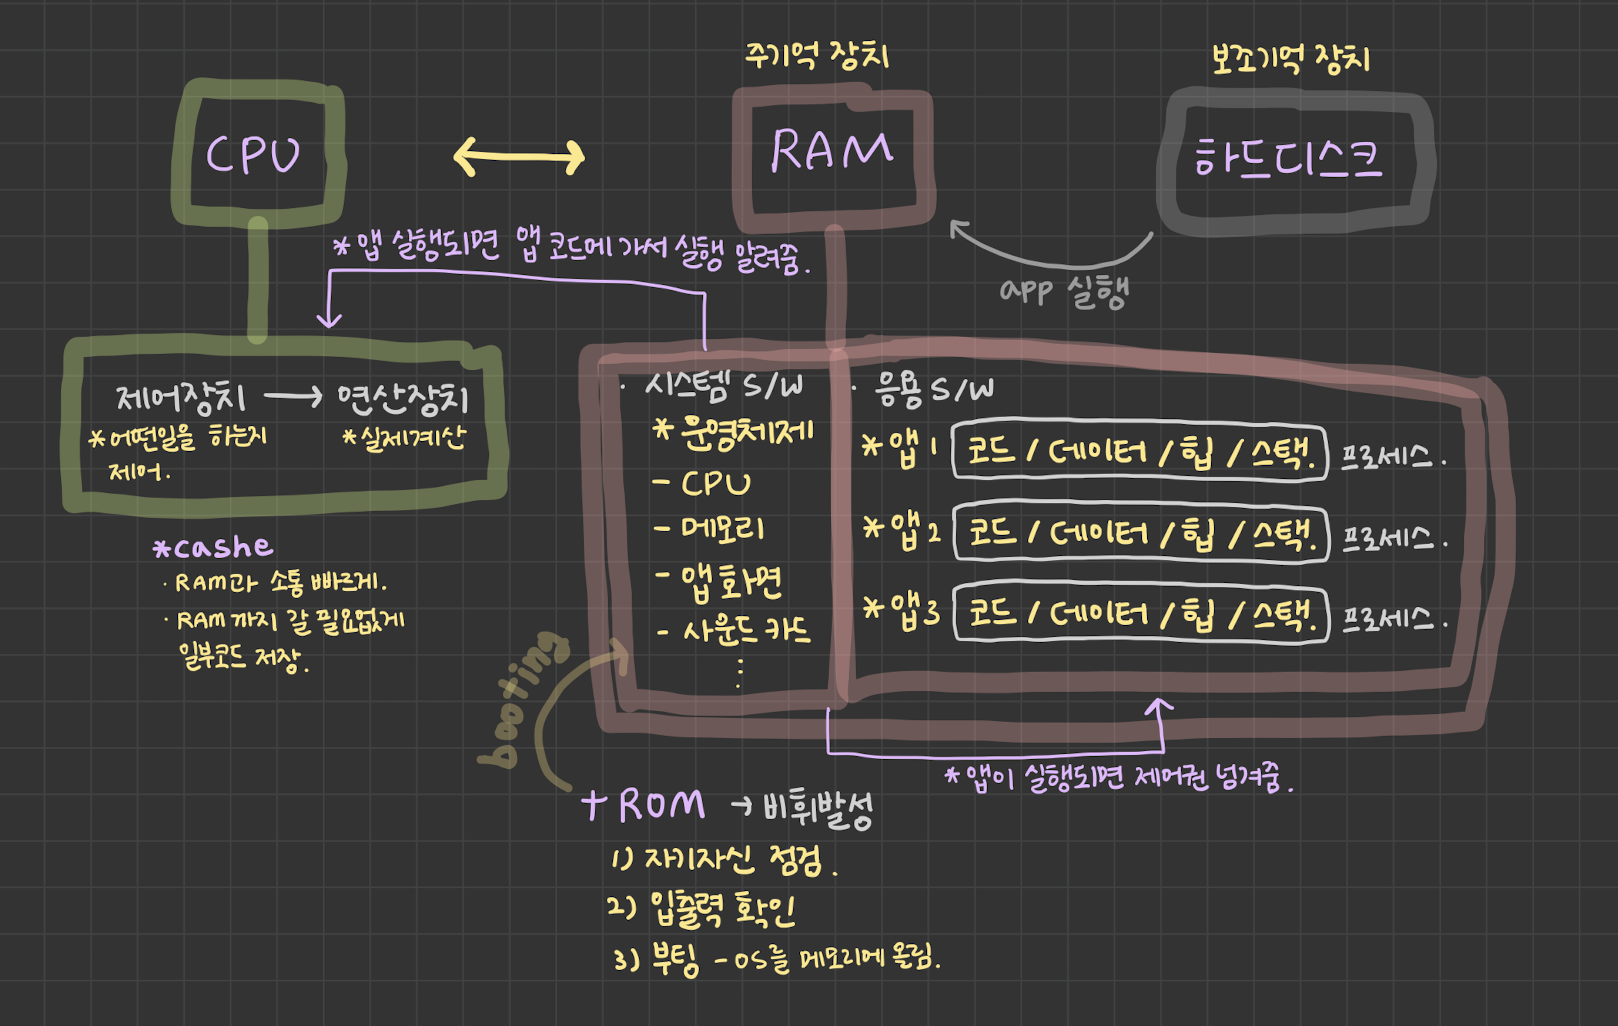 주기억 장치
보조기억 장치
CPU
RAM
하드디스크
* 앱 실행되면 앱 코드에 가서 실행 알려줌.
app 실행
제어장치 → 연산장치
* 어떤일을 하는지
제어.
* 실제계산
* cashe
· RAM과 소통 빠르게.
· RAM까지 갈 필요없게
일부코드 저장.
· 시스템 S/W
* 운영체제
- CPU
- 메모리
- 앱 화면
- 사운드 카드
⋮
· 응용 S/W
* 앱1 코드 / 데이터 / 힙 / 스택. 프로세스.
* 앱2 코드 / 데이터 / 힙 / 스택. 프로세스.
* 앱3 코드 / 데이터 / 힙 / 스택. 프로세스.
booting
* 앱이 실행되면 제어권 넘겨줌.
+ ROM → 비휘발성
1) 자기자신 점검.
2) 입출력 확인
3) 부팅 - OS를 메모리에 올림.